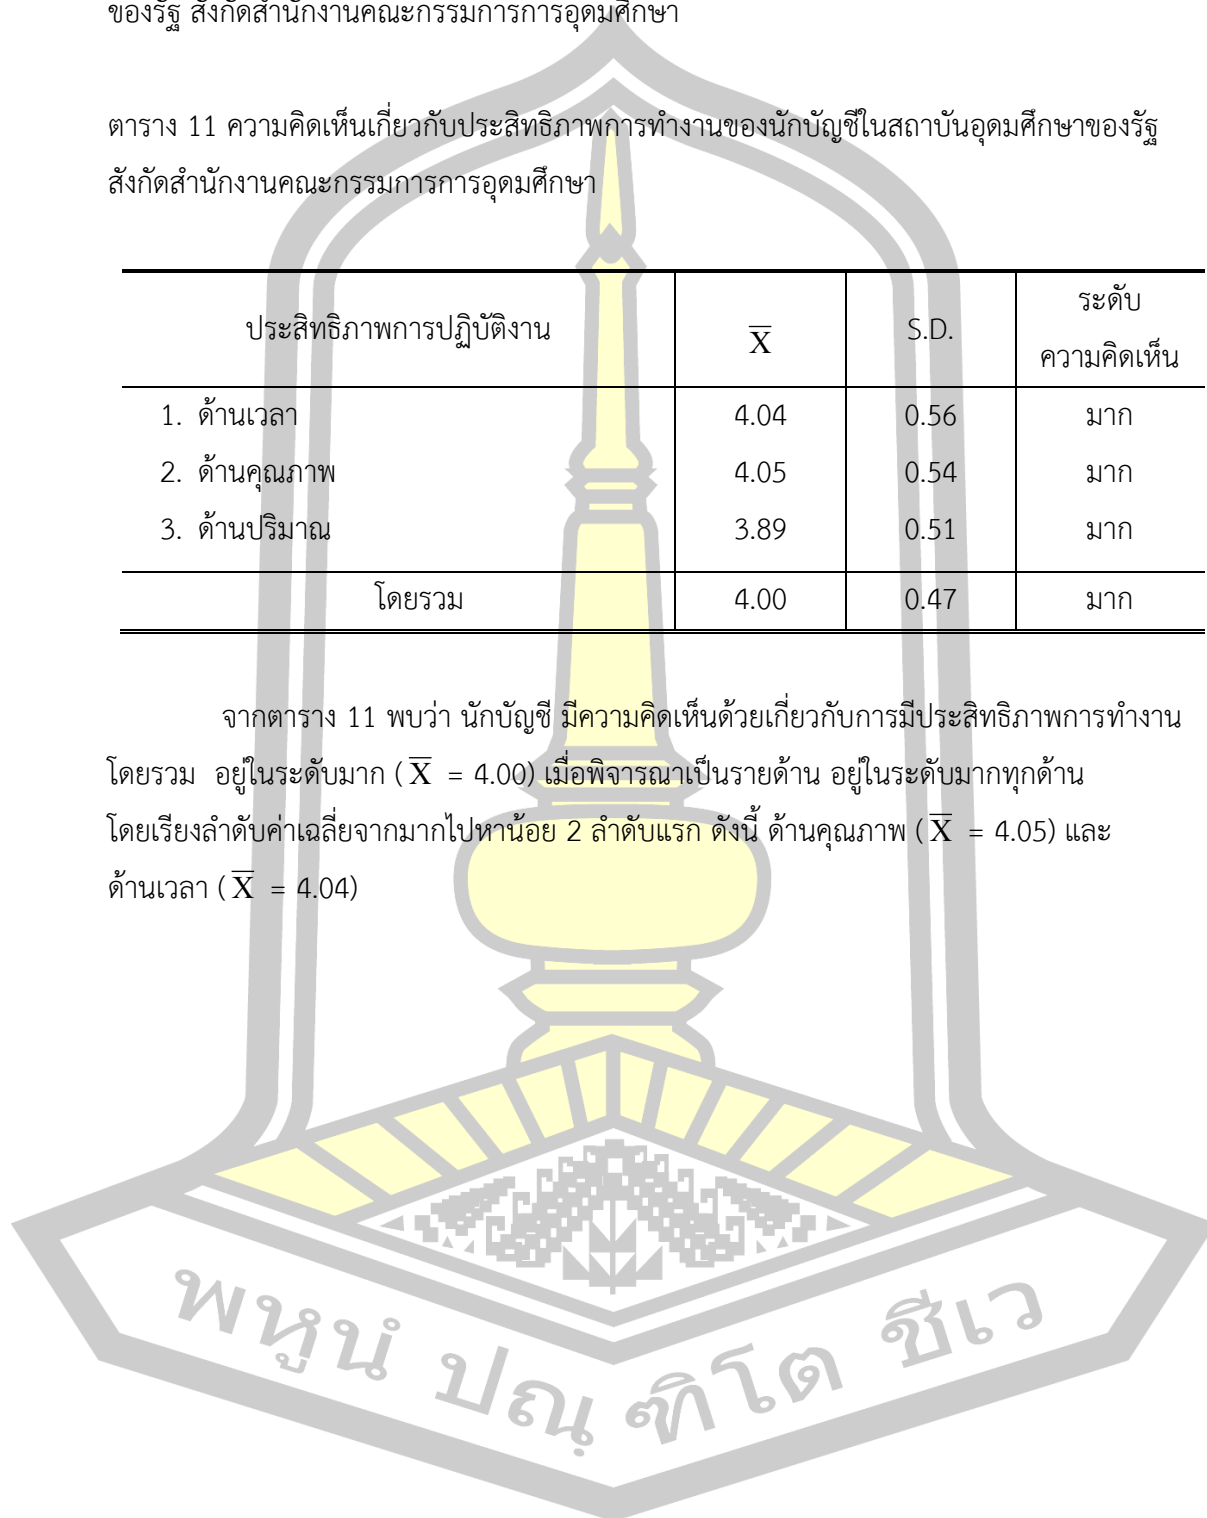 ของรัฐ สังกัดสำนักงานคณะกรรมการการอุดมศึกษา
ตาราง 11 ความคิดเห็นเกี่ยวกับประสิทธิภาพการทำงานของนักบัญชีในสถาบันอุดมศึกษาของรัฐ
สังกัดสำนักงานคณะกรรมการการอุดมศึกษา
ประสิทธิภาพการปฏิบัติงาน X̅ S.D. ระดับ
ความคิดเห็น
1. ด้านเวลา 4.04 0.56 มาก
2. ด้านคุณภาพ 4.05 0.54 มาก
3. ด้านปริมาณ 3.89 0.51 มาก
โดยรวม 4.00 0.47 มาก
จากตาราง 11 พบว่า นักบัญชี มีความคิดเห็นด้วยเกี่ยวกับการมีประสิทธิภาพการทำงาน
โดยรวม อยู่ในระดับมาก ( X̅ = 4.00) เมื่อพิจารณาเป็นรายด้าน อยู่ในระดับมากทุกด้าน
โดยเรียงลำดับค่าเฉลี่ยจากมากไปหาน้อย 2 ลำดับแรก ดังนี้ ด้านคุณภาพ ( X̅ = 4.05) และ
ด้านเวลา ( X̅ = 4.04)
พหูนํ ปณฺฑิโต ชีเว